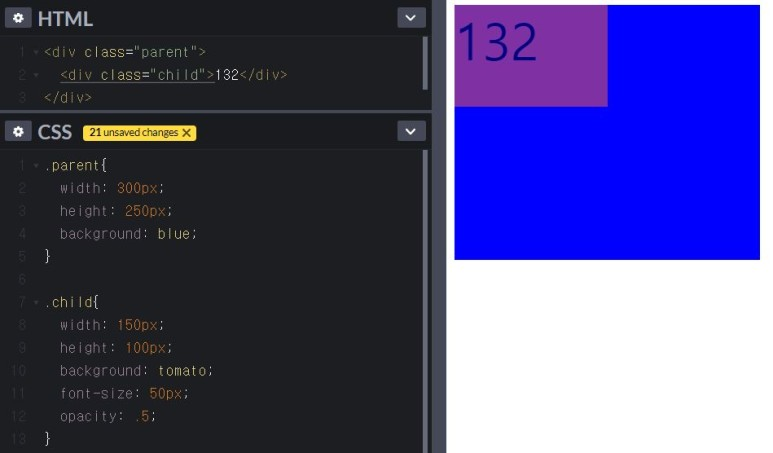 HTML
1 <div class="parent">
2 <div class="child">132</div>
3 </div>
CSS 21 unsaved changes X
1 .parent{
2 width: 300px;
3 height: 250px;
4 background: blue;
5 }
6
7 .child{
8 width: 150px;
9 height: 100px;
10 background: tomato;
11 font-size: 50px;
12 opacity: .5;
13 }
132